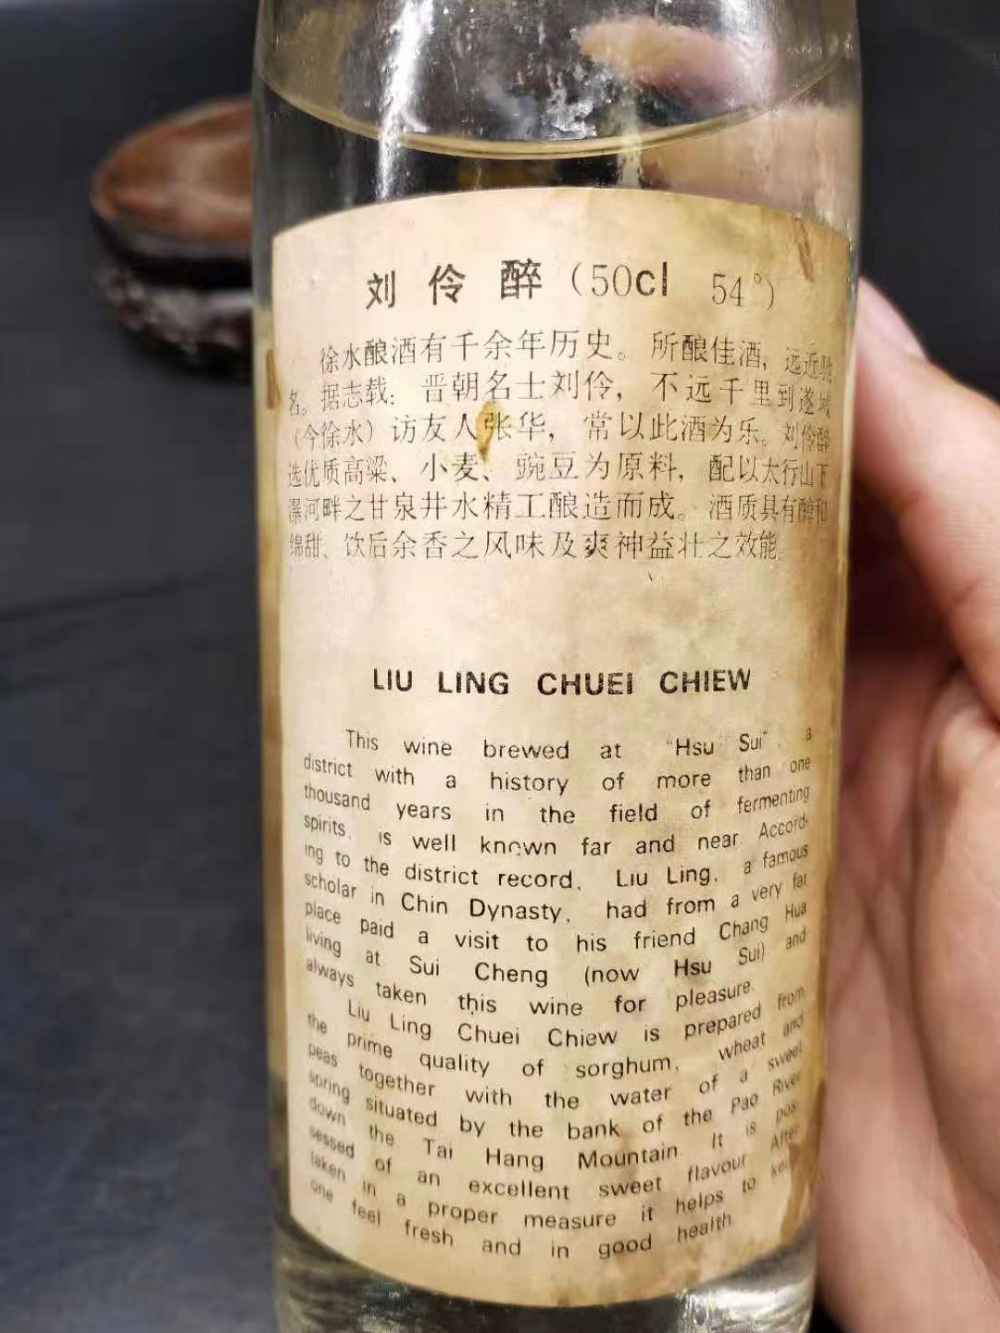 刘伶醉（50cl 54°）
徐水酿酒有千余年历史。所酿佳酒，远近驰
名。据志载：晋朝名士刘伶，不远千里到遂城
（今徐水）访友人张华，常以此酒为乐。刘伶醉
选优质高粱、小麦、豌豆为原料，配以太行山下
瀑河畔之甘泉井水精工酿造而成。酒质具有醇和
绵甜、饮后余香之风味及爽神益壮之效能
LIU LING CHUEI CHIEW
This wine brewed at "Hsu Sui", a
district with a history of more than one
thousand years in the field of fermenting
spirits, is well known far and near. Accord-
ing to the district record, Liu Ling, a famous
scholar in Chin Dynasty, had from a very far
place paid a visit to his friend Chang Hua
living at Sui Cheng (now Hsu Sui) and
always taken this wine for pleasure.
Liu Ling Chuei Chiew is prepared from
the prime quality of sorghum, wheat and
peas together with the water of a sweet
spring situated by the bank of the Pao River
down the Tai Hang Mountain. It is pos-
sessed of an excellent sweet flavour. After
taken in a proper measure it helps to keep
one feel fresh and in good health.